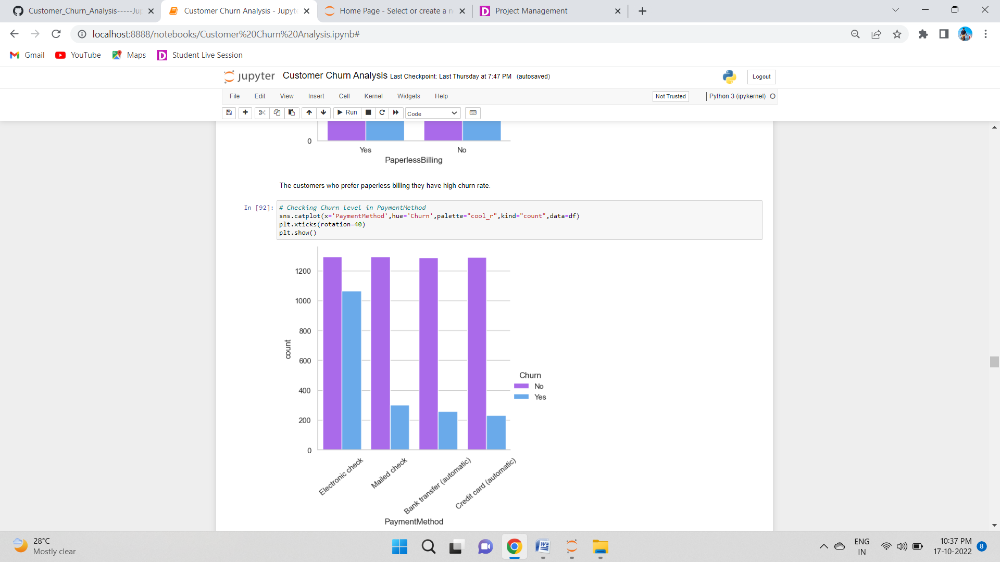 Customer_Churn_Analysis-----Ju
Customer Churn Analysis - Jupyt
Home Page - Select or create a n
Project Management
localhost:8888/notebooks/Customer%20Churn%20Analysis.ipynb#
Gmail
YouTube
Maps
Student Live Session
jupyter
Customer Churn Analysis Last Checkpoint: Last Thursday at 7:47 PM (autosaved)
Logout
File Edit View Insert Cell Kernel Widgets Help
Not Trusted
Python 3 (ipykernel)
Run
Code
0
Yes
No
PaperlessBilling
The customers who prefer paperless billing they have high churn rate.
In [92]:
# Checking Churn level in PaymentMethod
sns.catplot(x='PaymentMethod',hue='Churn',palette="cool_r",kind="count",data=df)
plt.xticks(rotation=40)
plt.show()
1200
1000
800
600
400
200
0
count
Churn
No
Yes
Electronic check
Mailed check
Bank transfer (automatic)
Credit card (automatic)
PaymentMethod
28°C
Mostly clear
ENG
IN
10:37 PM
17-10-2022
8